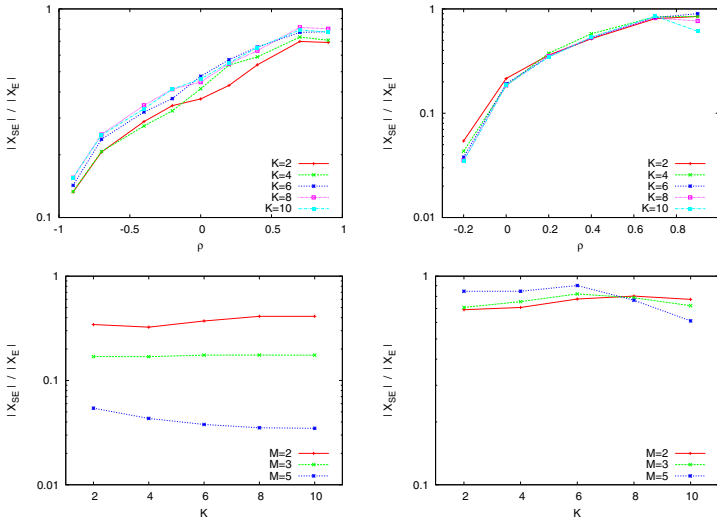 1
0.1
-1
-0.5
0
0.5
1
ρ
| X_SE | / | X_E |
K=2
K=4
K=6
K=8
K=10
1
0.1
0.01
-0.2
0
0.2
0.4
0.6
0.8
ρ
| X_SE | / | X_E |
K=2
K=4
K=6
K=8
K=10
1
0.1
0.01
2
4
6
8
10
K
| X_SE | / | X_E |
M=2
M=3
M=5
1
0.1
2
4
6
8
10
K
| X_SE | / | X_E |
M=2
M=3
M=5